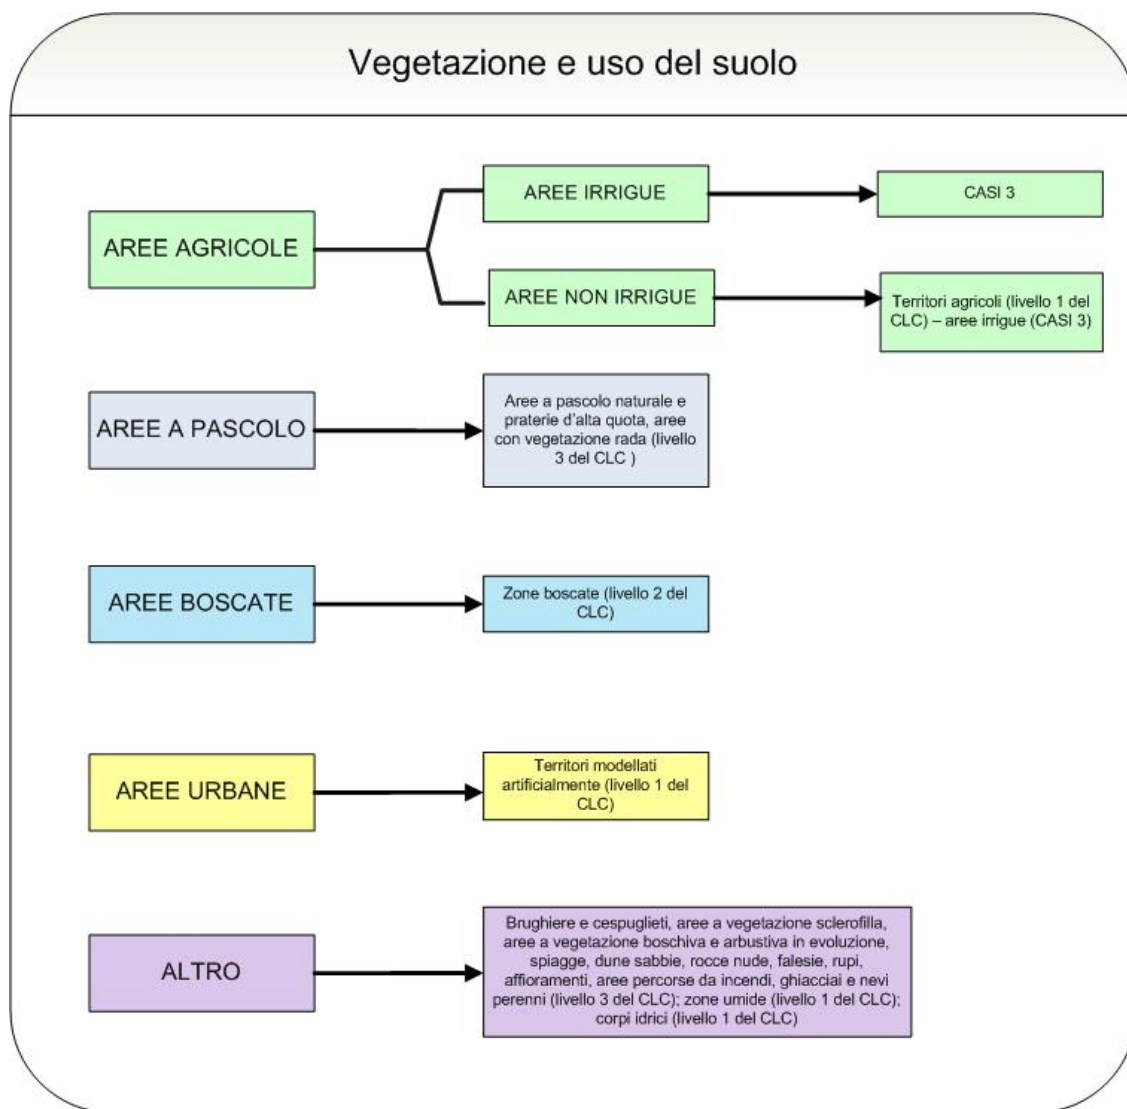 Vegetazione e uso del suolo
AREE AGRICOLE
AREE IRRIGUE
CASI 3
AREE NON IRRIGUE
Territori agricoli (livello 1 del
CLC) – aree irrigue (CASI 3)
AREE A PASCOLO
Aree a pascolo naturale e
praterie d'alta quota, aree
con vegetazione rada (livello
3 del CLC )
AREE BOSCATE
Zone boscate (livello 2 del
CLC)
AREE URBANE
Territori modellati
artificialmente (livello 1 del
CLC)
ALTRO
Brughiere e cespuglieti, aree a vegetazione sclerofilla,
aree a vegetazione boschiva e arbustiva in evoluzione,
spiagge, dune sabbie, rocce nude, falesie, rupi,
affioramenti, aree percorse da incendi, ghiacciai e nevi
perenni (livello 3 del CLC); zone umide (livello 1 del CLC);
corpi idrici (livello 1 del CLC)